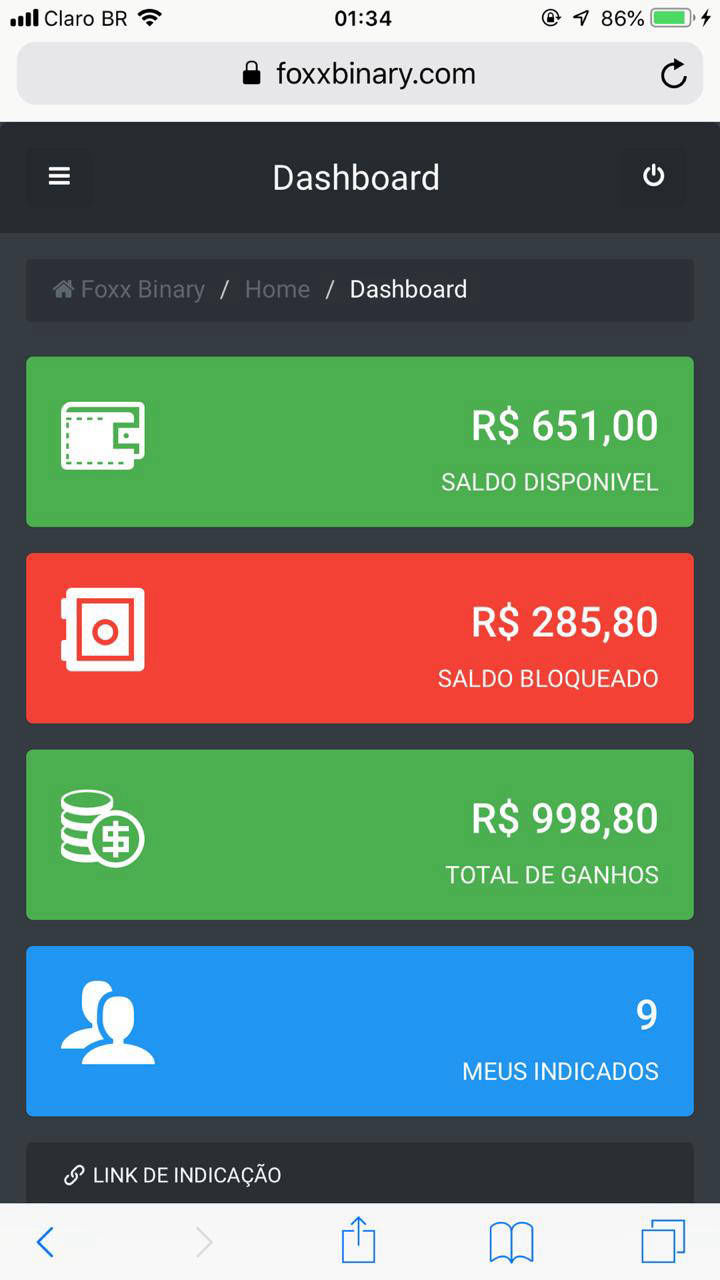 Claro BR 01:34 86%
foxxbinary.com
Dashboard
Foxx Binary / Home / Dashboard
R$ 651,00
SALDO DISPONIVEL
R$ 285,80
SALDO BLOQUEADO
R$ 998,80
TOTAL DE GANHOS
9
MEUS INDICADOS
LINK DE INDICAÇÃO